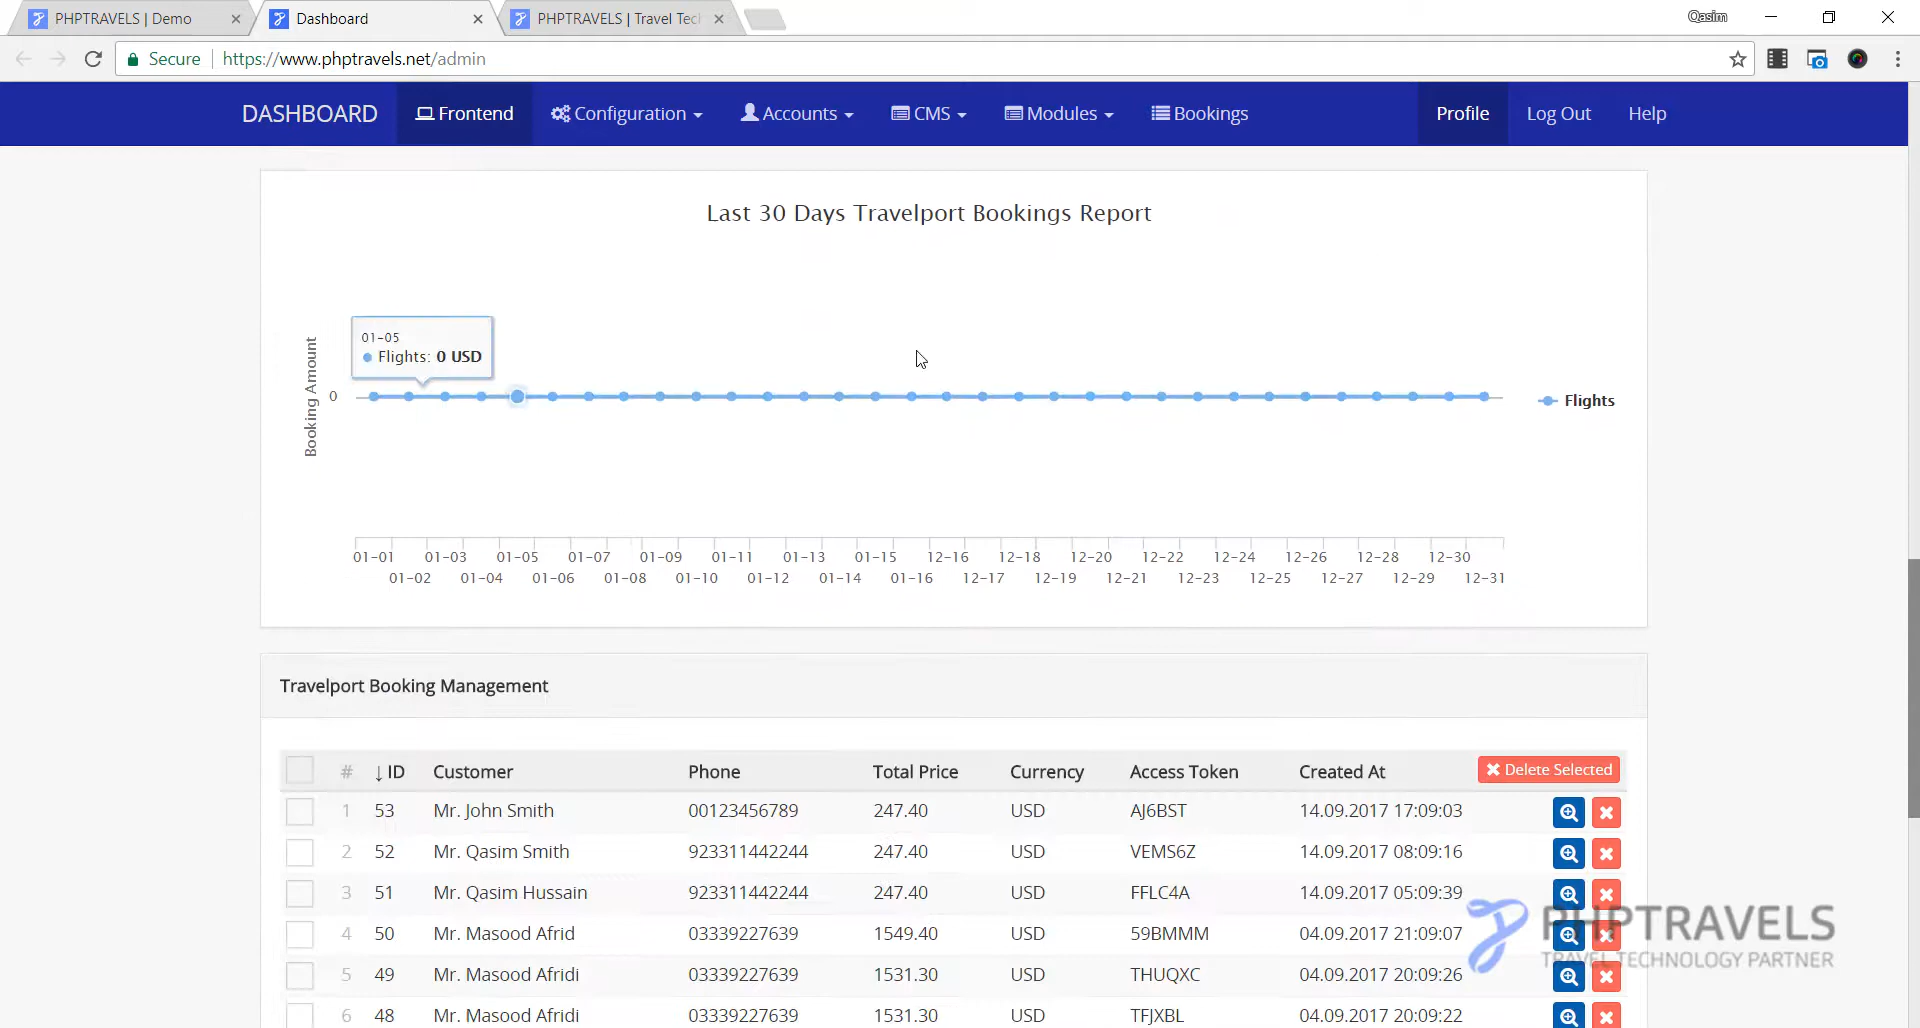 PHPTRAVELS | Demo
Dashboard
PHPTRAVELS | Travel Tec
Qasim
Secure
https://www.phptravels.net/admin
DASHBOARD Frontend Configuration Accounts CMS Modules Bookings Profile Log Out Help
Last 30 Days Travelport Bookings Report
01-05
Flights: 0 USD
Booking Amount
0
Flights
01-01 01-03 01-05 01-07 01-09 01-11 01-13 01-15 12-16 12-18 12-20 12-22 12-24 12-26 12-28 12-30
01-02 01-04 01-06 01-08 01-10 01-12 01-14 01-16 12-17 12-19 12-21 12-23 12-25 12-27 12-29 12-31
Travelport Booking Management
# ↓ ID Customer Phone Total Price Currency Access Token Created At Delete Selected
1 53 Mr. John Smith 00123456789 247.40 USD AJ6BST 14.09.2017 17:09:03
2 52 Mr. Qasim Smith 923311442244 247.40 USD VEMS6Z 14.09.2017 08:09:16
3 51 Mr. Qasim Hussain 923311442244 247.40 USD FFLC4A 14.09.2017 05:09:39
4 50 Mr. Masood Afrid 03339227639 1549.40 USD 59BMMM 04.09.2017 21:09:07
5 49 Mr. Masood Afridi 03339227639 1531.30 USD THUQXC 04.09.2017 20:09:26
6 48 Mr. Masood Afridi 03339227639 1531.30 USD TFJXBL 04.09.2017 20:09:22
PHPTRAVELS
TRAVEL TECHNOLOGY PARTNER